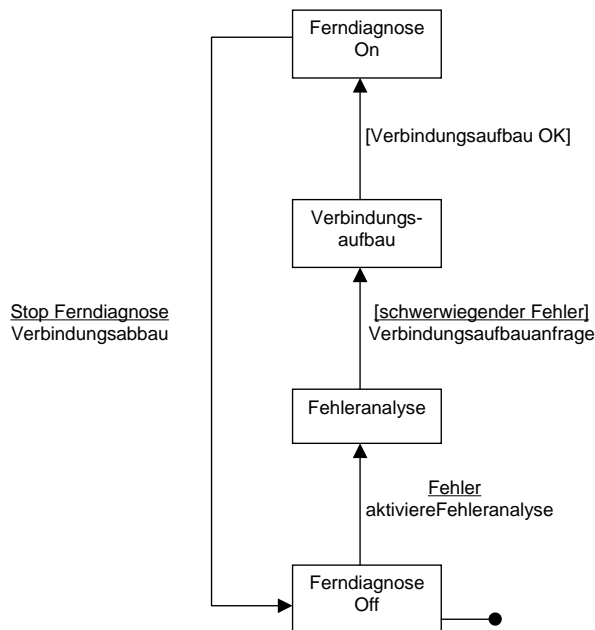 Ferndiagnose
On
[Verbindungsaufbau OK]
Verbindungs-
aufbau
Stop Ferndiagnose
Verbindungsabbau
[schwerwiegender Fehler]
Verbindungsaufbauanfrage
Fehleranalyse
Fehler
aktiviereFehleranalyse
Ferndiagnose
Off